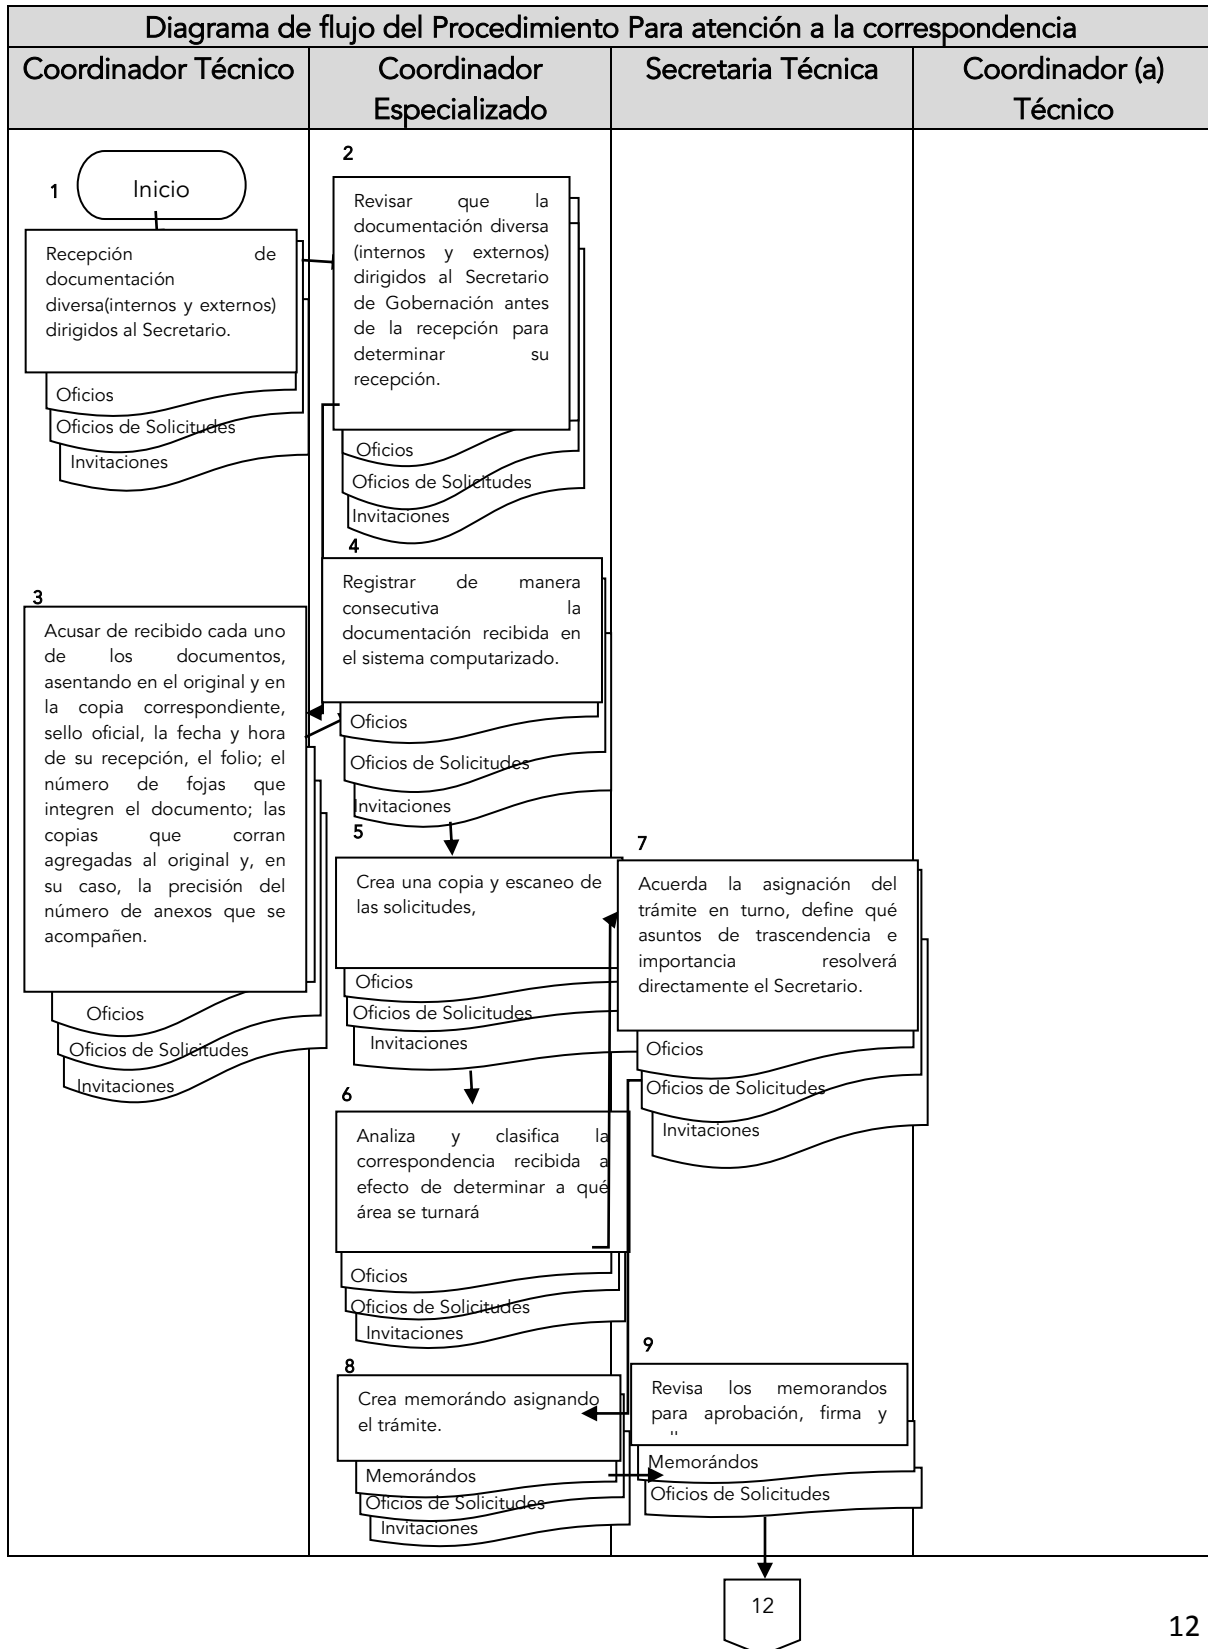 Diagrama de flujo del Procedimiento Para atención a la correspondencia
Coordinador Técnico
Coordinador
Especializado
Secretaria Técnica
Coordinador (a)
Técnico
1
Inicio
Recepción de
documentación
diversa(internos y externos)
dirigidos al Secretario.
Oficios
Oficios de Solicitudes
Invitaciones
2
Revisar que la
documentación diversa
(internos y externos)
dirigidos al Secretario
de Gobernación antes
de la recepción para
determinar su
recepción.
Oficios
Oficios de Solicitudes
Invitaciones
3
Acusar de recibido cada uno
de los documentos,
asentando en el original y en
la copia correspondiente,
sello oficial, la fecha y hora
de su recepción, el folio; el
número de fojas que
integren el documento; las
copias que corran
agregadas al original y, en
su caso, la precisión del
número de anexos que se
acompañen.
Oficios
Oficios de Solicitudes
Invitaciones
4
Registrar de manera
consecutiva la
documentación recibida en
el sistema computarizado.
Oficios
Oficios de Solicitudes
Invitaciones
5
Crea una copia y escaneo de
las solicitudes,
Oficios
Oficios de Solicitudes
Invitaciones
6
Analiza y clasifica la
correspondencia recibida a
efecto de determinar a qué
área se turnará
Oficios
Oficios de Solicitudes
Invitaciones
7
Acuerda la asignación del
trámite en turno, define qué
asuntos de trascendencia e
importancia resolverá
directamente el Secretario.
Oficios
Oficios de Solicitudes
Invitaciones
8
Crea memorándo asignando
el trámite.
Memorándos
Oficios de Solicitudes
Invitaciones
9
Revisa los memorandos
para aprobación, firma y
Memorándos
Oficios de Solicitudes
12
12